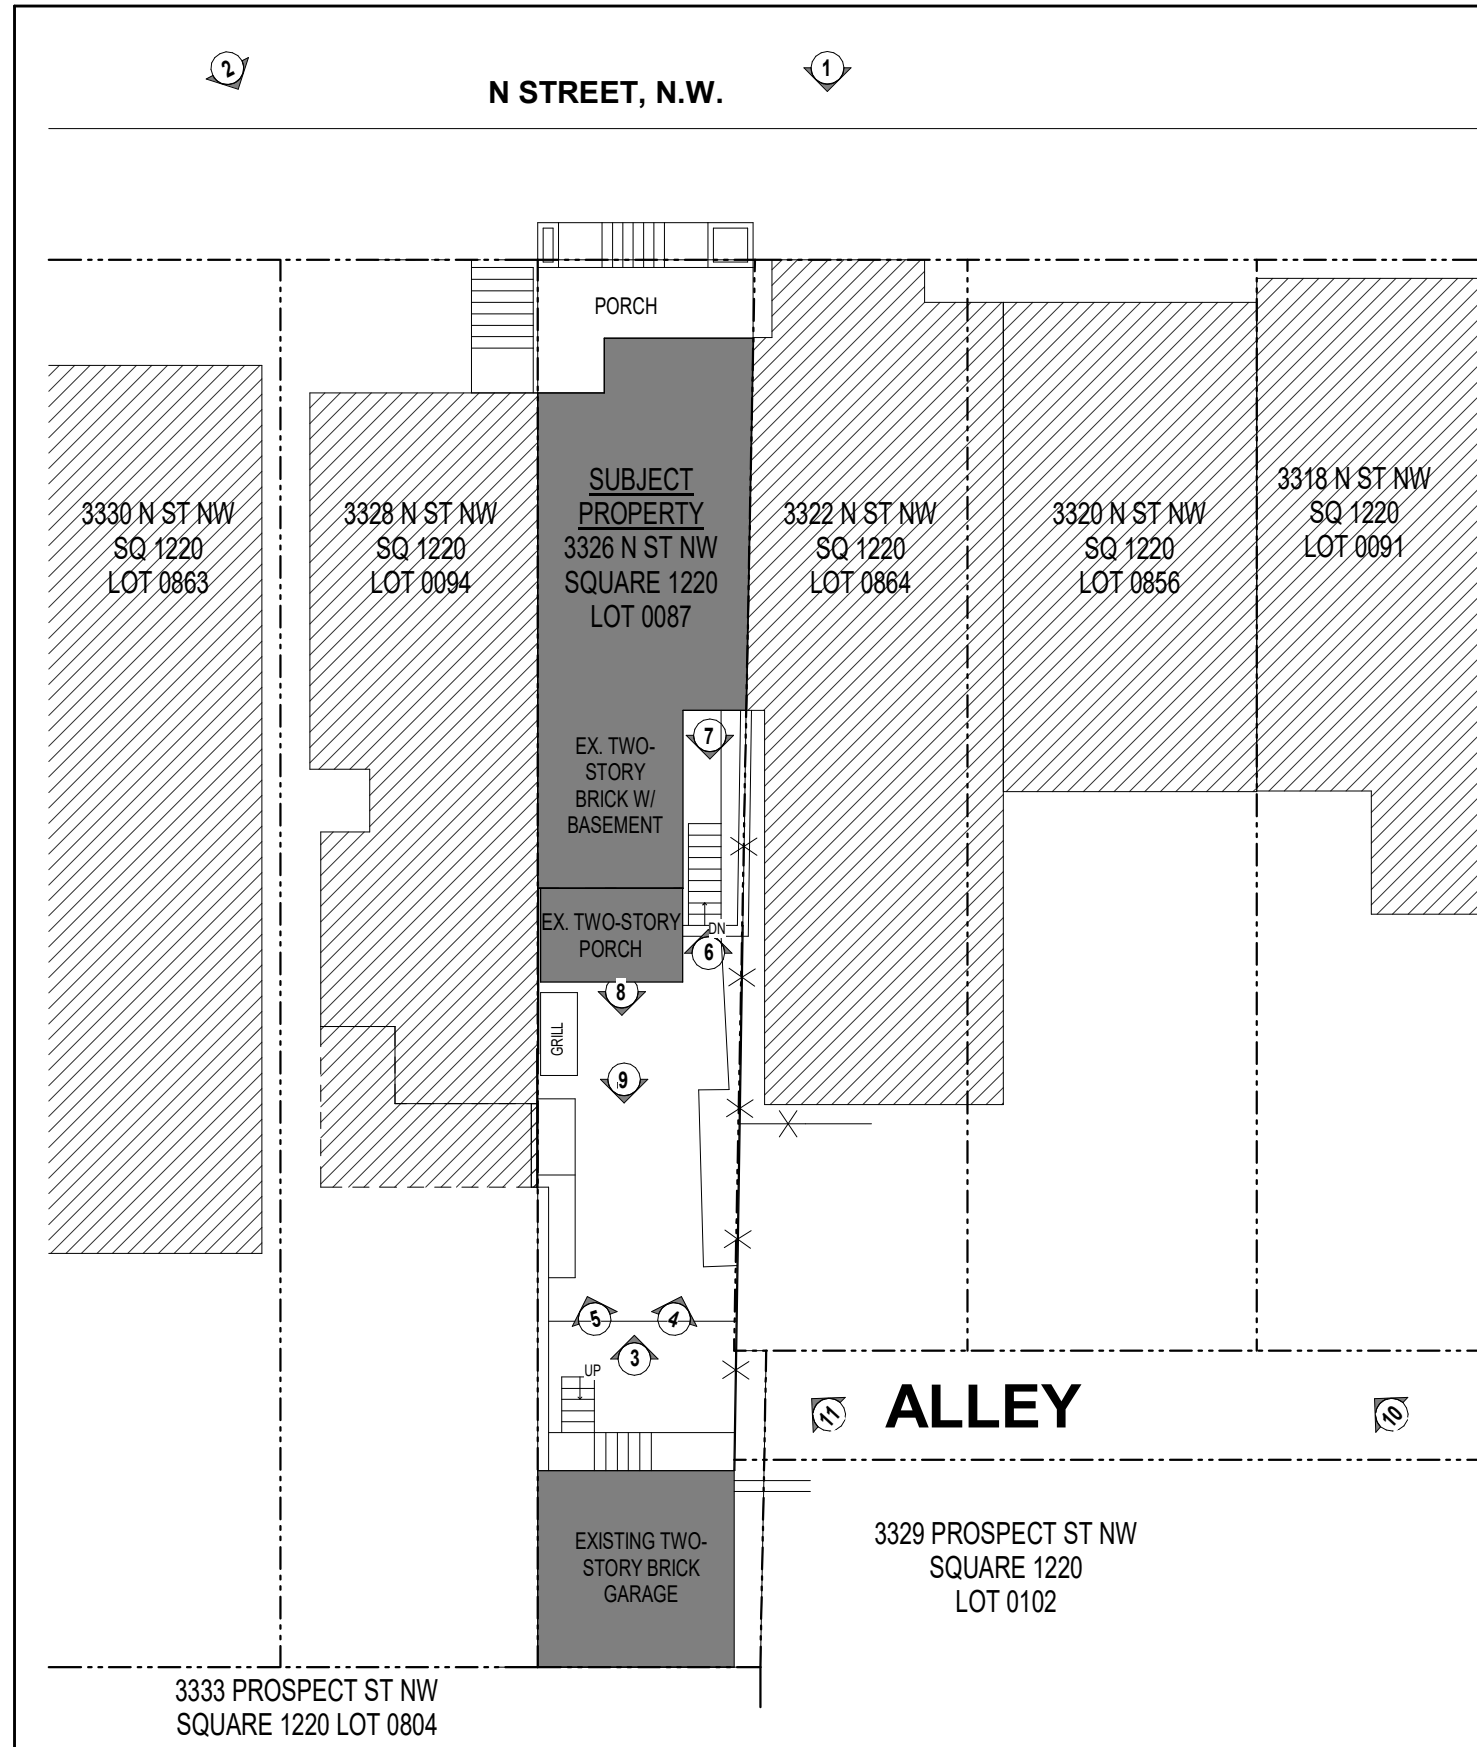 2
1
N STREET, N.W.
PORCH
3330 N ST NW
SQ 1220
LOT 0863
3328 N ST NW
SQ 1220
LOT 0094
SUBJECT
PROPERTY
3326 N ST NW
SQUARE 1220
LOT 0087
3322 N ST NW
SQ 1220
LOT 0864
3320 N ST NW
SQ 1220
LOT 0856
3318 N ST NW
SQ 1220
LOT 0091
EX. TWO-
STORY
BRICK W/
BASEMENT
7
EX. TWO-STORY
PORCH
DN
6
8
GRILL
9
5
4
3
UP
11
ALLEY
10
EXISTING TWO-
STORY BRICK
GARAGE
3329 PROSPECT ST NW
SQUARE 1220
LOT 0102
3333 PROSPECT ST NW
SQUARE 1220 LOT 0804